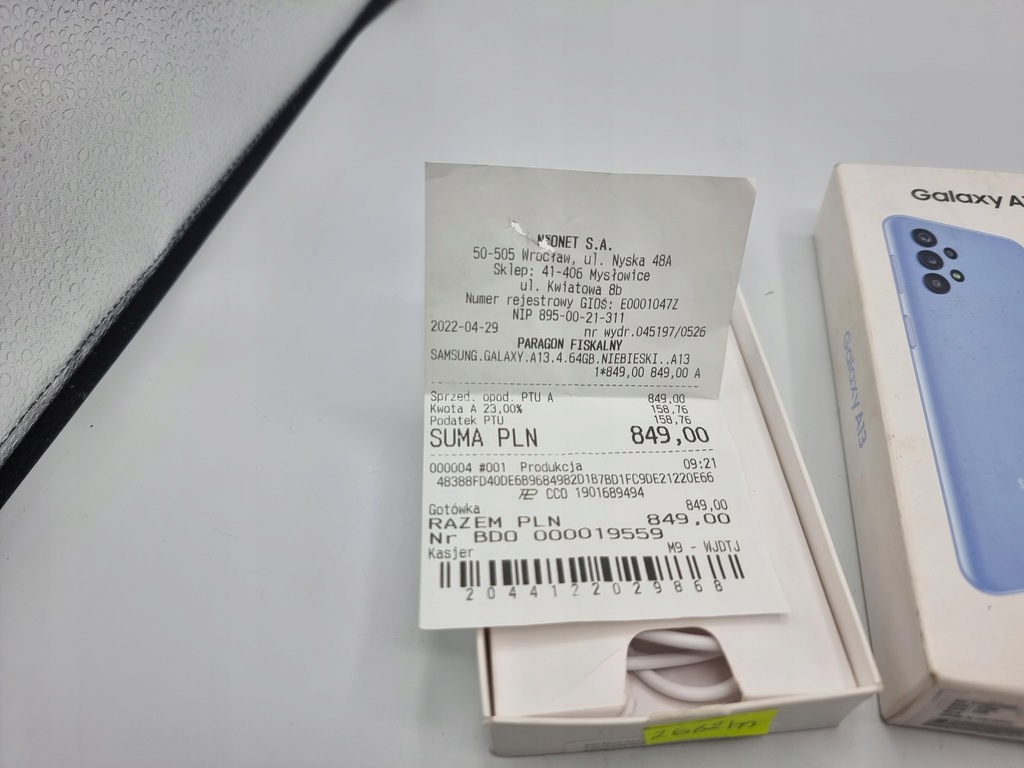 NEONET S.A.
50-505 Wrocław, ul. Nyska 48A
Sklep: 41-406 Mysłowice
ul. Kwiatowa 8b
Numer rejestrowy GIOŚ: E0001047Z
NIP 895-00-21-311
2022-04-29 nr wydr.045197/0526
PARAGON FISKALNY
SAMSUNG.GALAXY.A13.4.64GB.NIEBIESKI..A13
1*849,00 849,00 A
Sprzed. opod. PTU A 849,00
Kwota A 23,00% 158,76
Podatek PTU 158,76
SUMA PLN 849,00
000004 #001 Produkcja 09:21
48388FD40DE6B9684982D1B7BD1FC9DE21220E66
CCO 1901689494
Gotówka 849,00
RAZEM PLN 849,00
Nr BDO 000019559
Kasjer M9 - WJDTJ
2044122029868
Galaxy A1
Galaxy A13